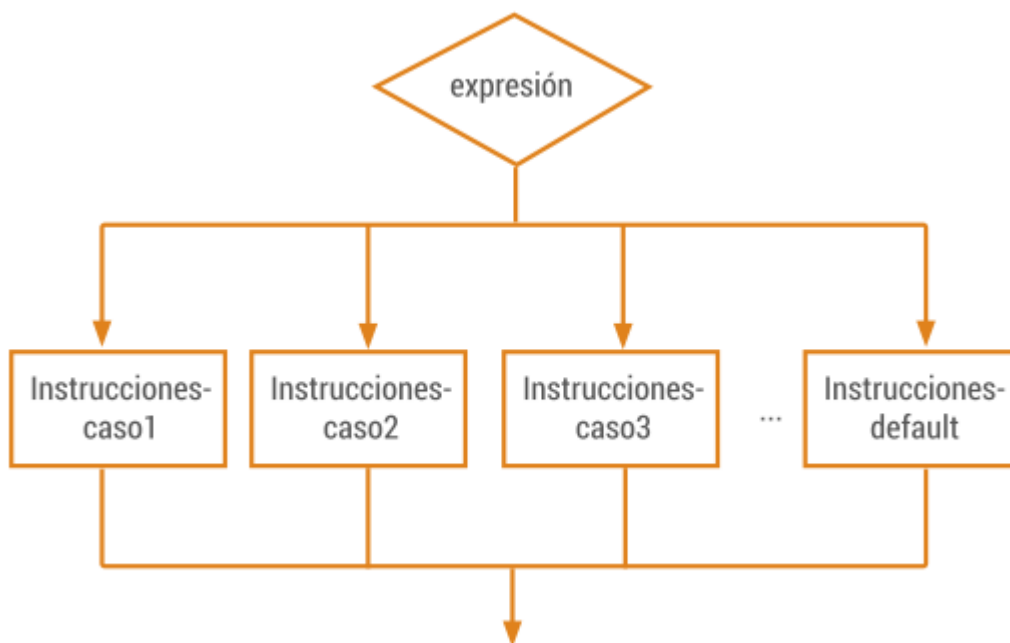 expresión
Instrucciones-
caso1
Instrucciones-
caso2
Instrucciones-
caso3
...
Instrucciones-
default